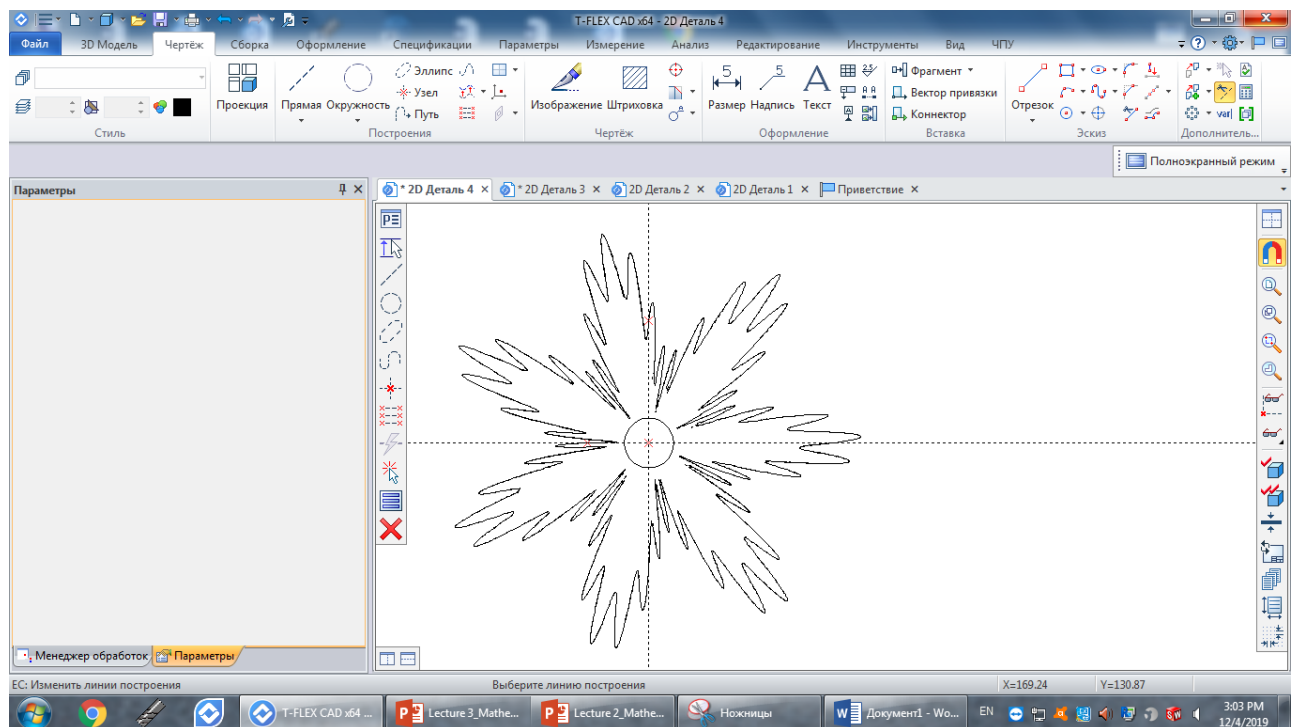 T-FLEX CAD x64 - 2D Деталь 4
Файл 3D Модель Чертёж Сборка Оформление Спецификации Параметры Измерение Анализ Редактирование Инструменты Вид ЧПУ
Проекция Прямая Окружность Эллипс Узел Путь Изображение Штриховка Размер Надпись Текст Фрагмент Вектор привязки Коннектор Отрезок var
Стиль Построения Чертёж Оформление Вставка Эскиз Дополнитель...
Полноэкранный режим
Параметры
* 2D Деталь 4 * 2D Деталь 3 2D Деталь 2 2D Деталь 1 Приветствие
Менеджер обработок Параметры
ЕС: Изменить линии построения Выберите линию построения X=169.24 Y=130.87
T-FLEX CAD x64 ... Lecture 3_Mathe... Lecture 2_Mathe... Ножницы Документ1 - Wo... EN 3:03 PM
12/4/2019